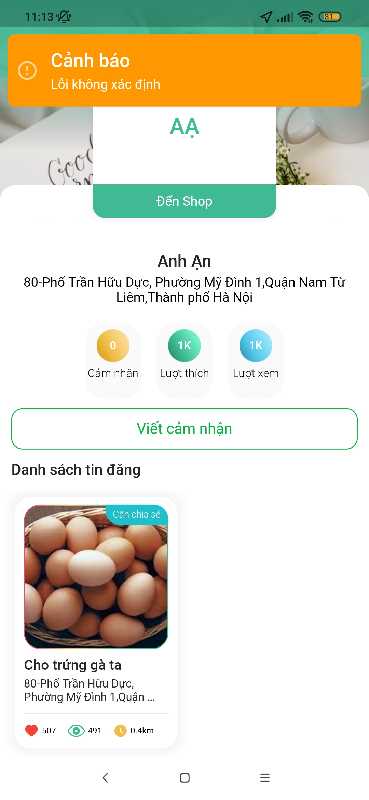 11:13
81
Cảnh báo
Lỗi không xác định
Good
AẠ
Đến Shop
Anh Ạn
80-Phố Trần Hữu Dực, Phường Mỹ Đình 1,Quận Nam Từ
Liêm,Thành phố Hà Nội
0
1K
1K
Cảm nhận
Lượt thích
Lượt xem
Viết cảm nhận
Danh sách tin đăng
Cần chia sẻ
Cho trứng gà ta
80-Phố Trần Hữu Dực,
Phường Mỹ Đình 1,Quận ...
507
491
0.4km